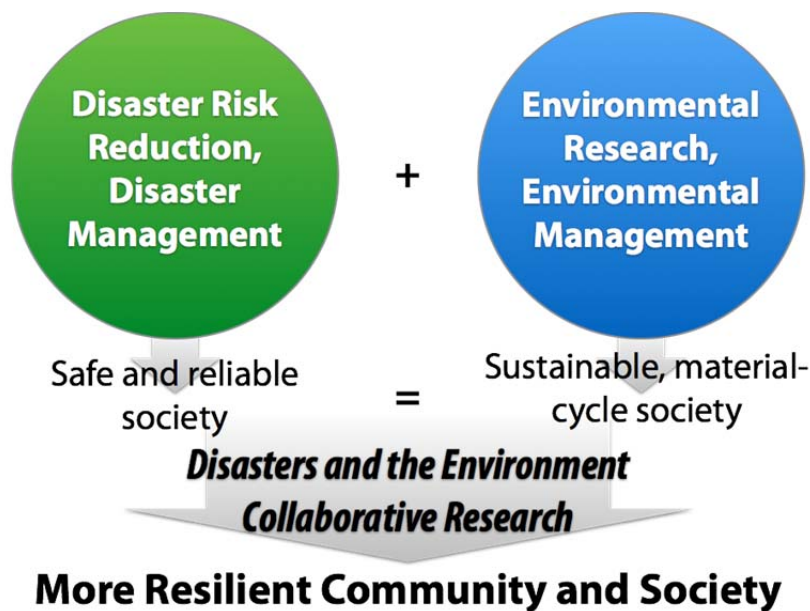 Disaster Risk
Reduction,
Disaster
Management
+
Environmental
Research,
Environmental
Management
Safe and reliable
society
=
Sustainable, material-
cycle society
Disasters and the Environment
Collaborative Research
More Resilient Community and Society